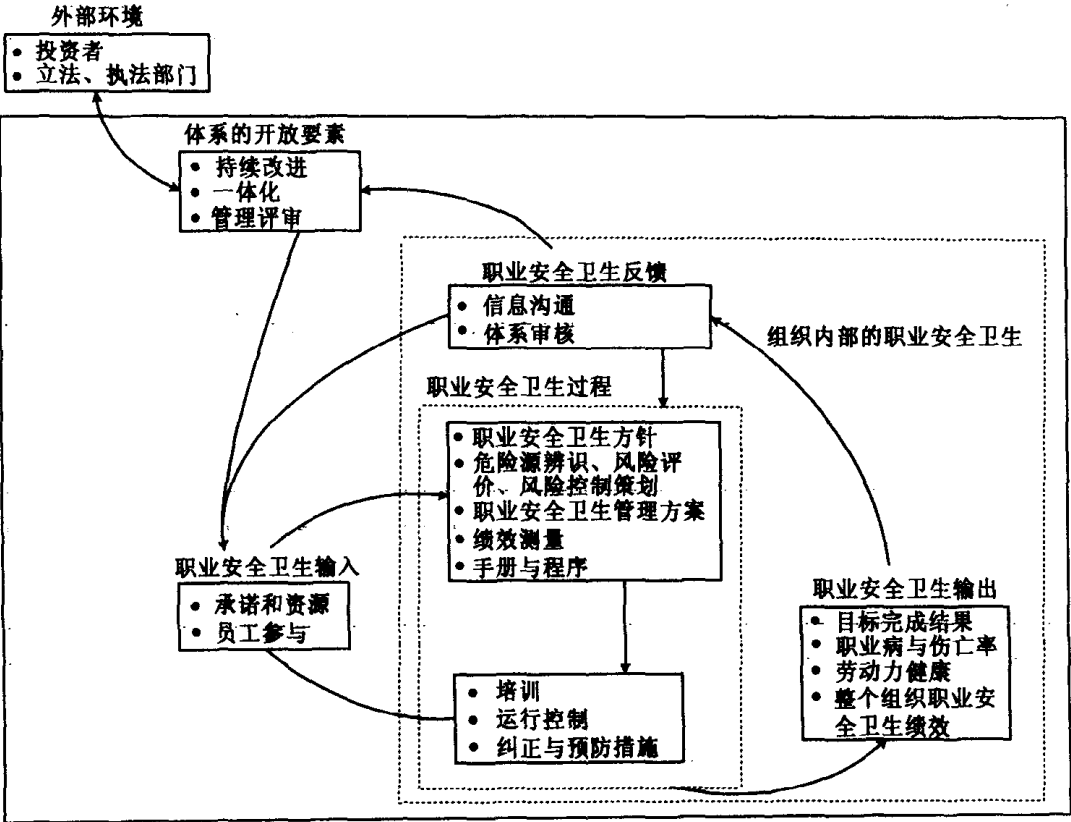 外部环境
• 投资者
• 立法、执法部门
体系的开放要素
• 持续改进
• 一体化
• 管理评审
职业安全卫生反馈
• 信息沟通
• 体系审核
组织内部的职业安全卫生
职业安全卫生过程
• 职业安全卫生方针
• 危险源辨识、风险评
价、风险控制策划
• 职业安全卫生管理方案
• 绩效测量
• 手册与程序
职业安全卫生输入
• 承诺和资源
• 员工参与
职业安全卫生输出
• 目标完成结果
• 职业病与伤亡率
• 劳动力健康
• 整个组织职业安
全卫生绩效
• 培训
• 运行控制
• 纠正与预防措施